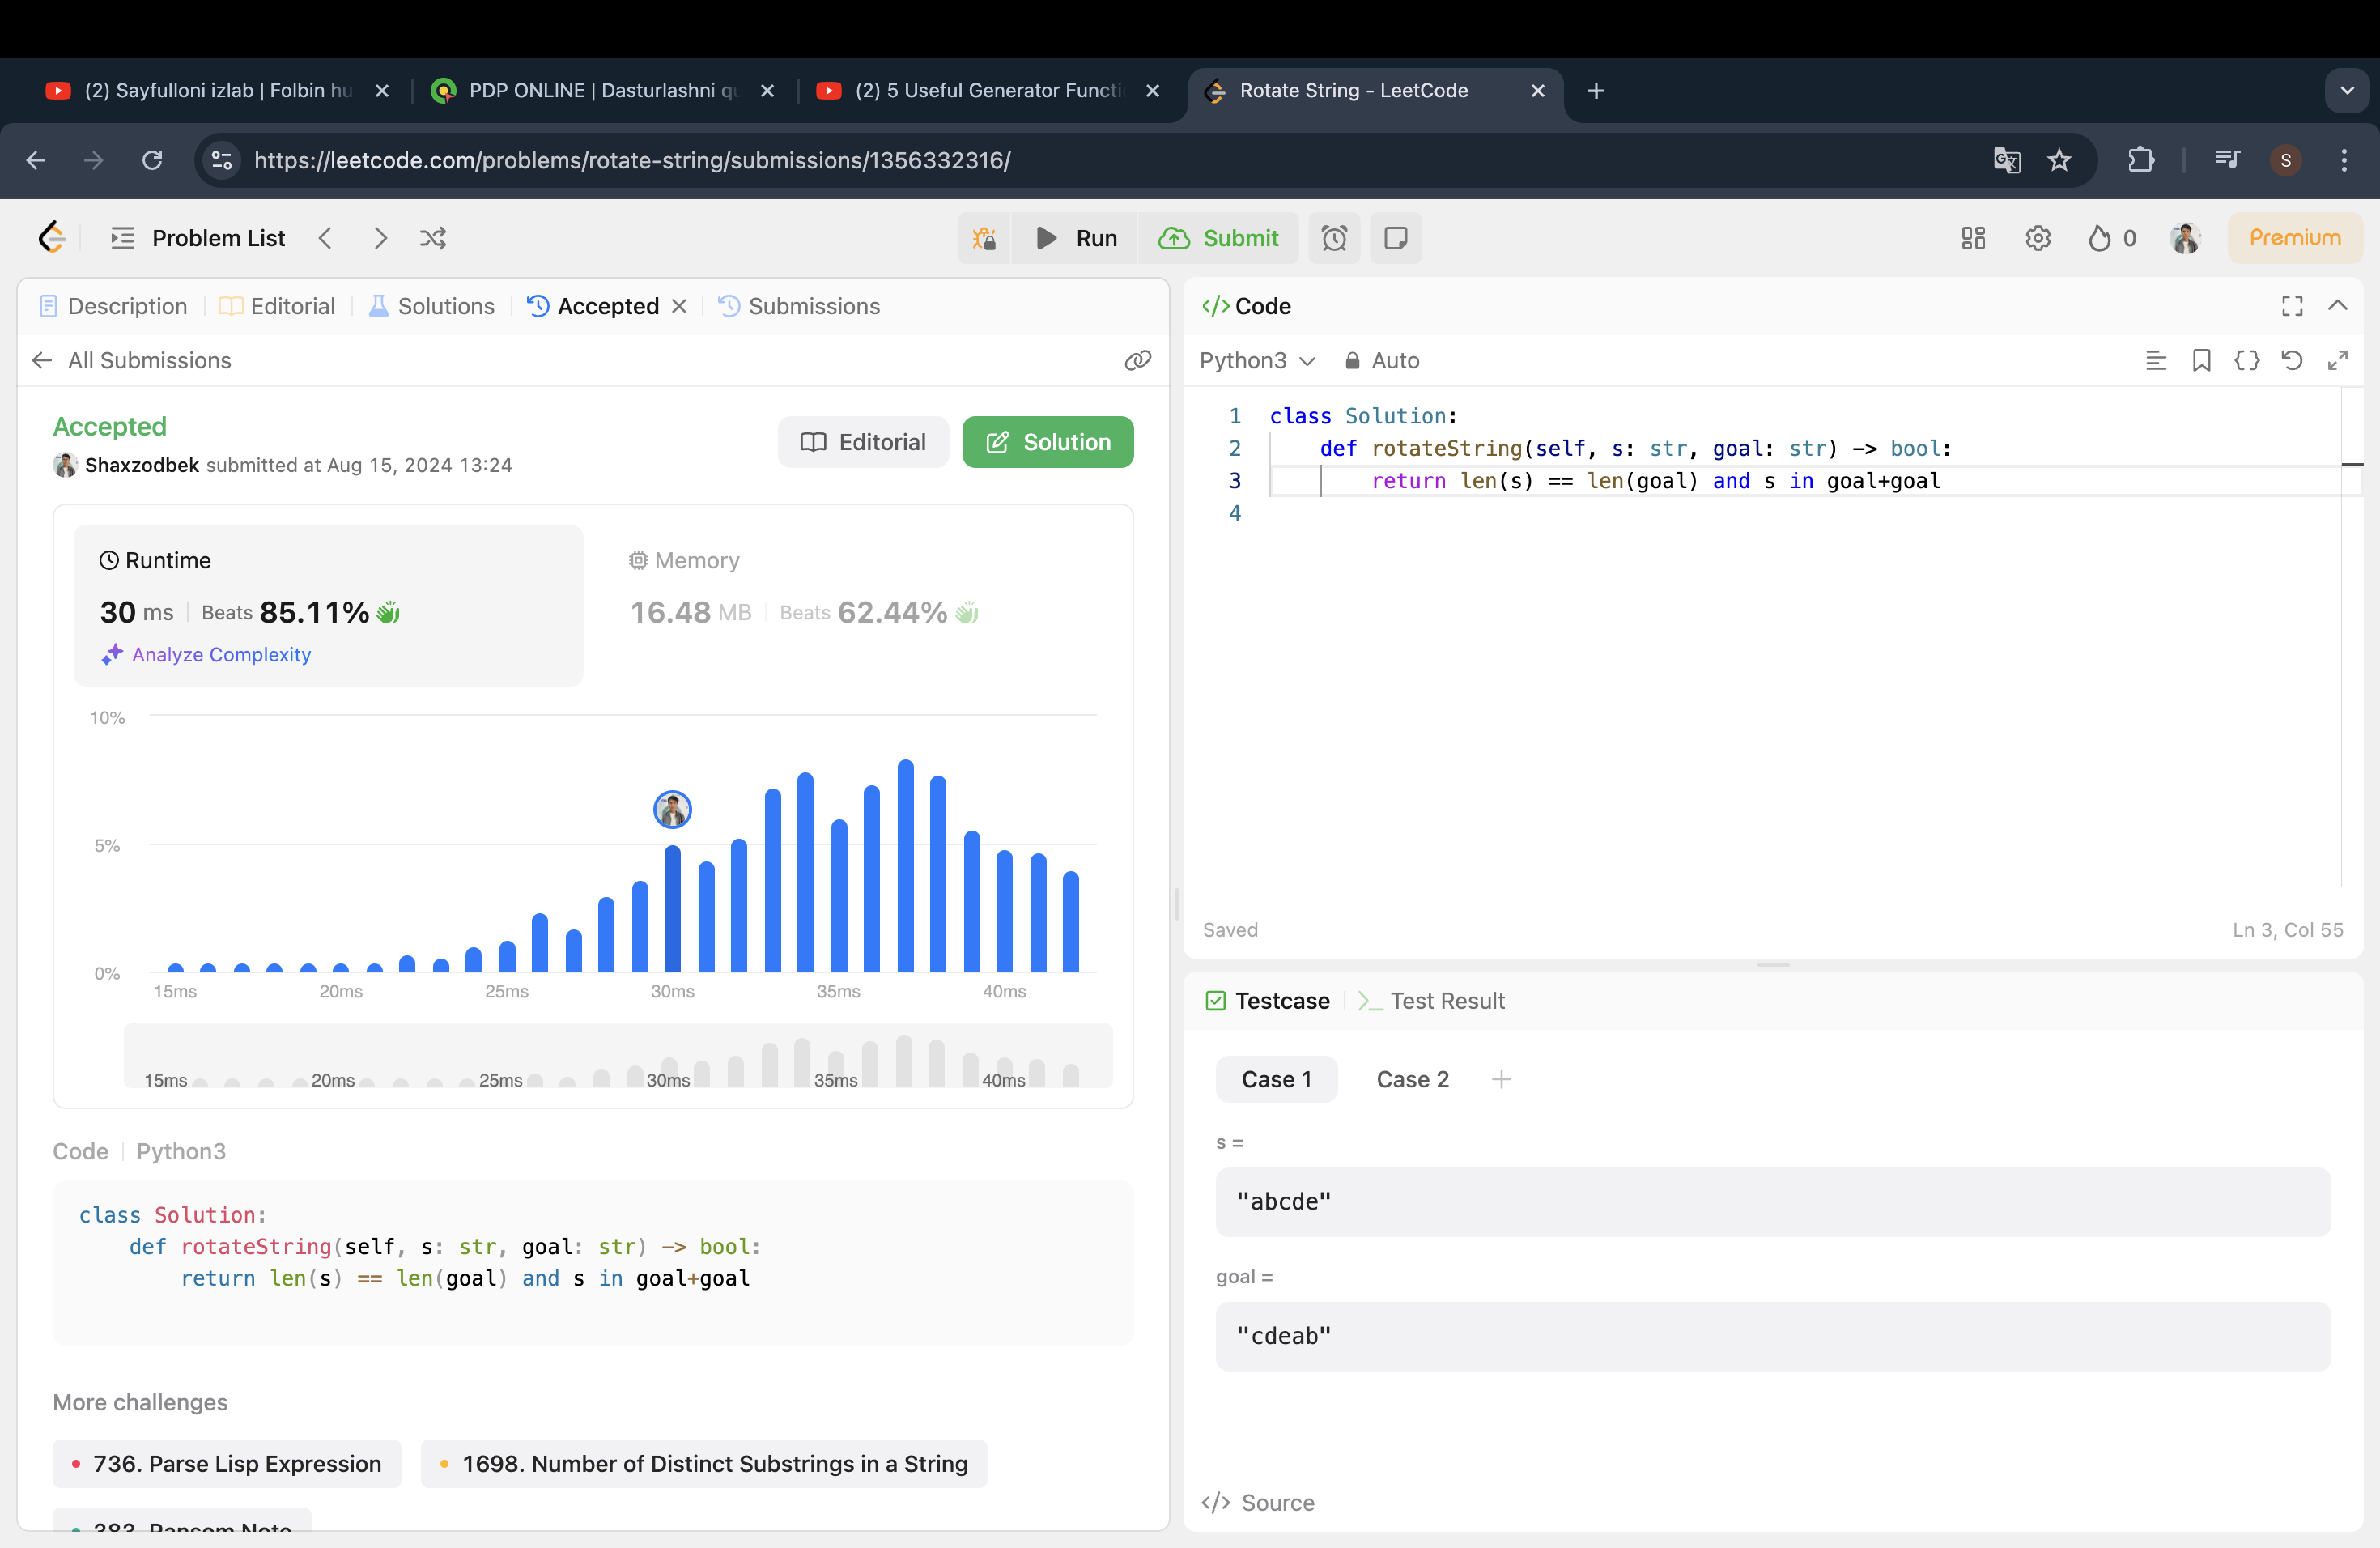 (2) Sayfulloni izlab | Folbin hu
PDP ONLINE | Dasturlashni qu
(2) 5 Useful Generator Functi
Rotate String - LeetCode
https://leetcode.com/problems/rotate-string/submissions/1356332316/
S
Problem List
Run
Submit
0
Premium
Description
Editorial
Solutions
Accepted
Submissions
All Submissions
Accepted
Shaxzodbek submitted at Aug 15, 2024 13:24
Editorial
Solution
Runtime
30 ms | Beats 85.11%
Analyze Complexity
Memory
16.48 MB | Beats 62.44%
10%
5%
0%
15ms 20ms 25ms 30ms 35ms 40ms
15ms 20ms 25ms 30ms 35ms 40ms
Code | Python3
class Solution:
    def rotateString(self, s: str, goal: str) -> bool:
        return len(s) == len(goal) and s in goal+goal
More challenges
736. Parse Lisp Expression
1698. Number of Distinct Substrings in a String
383. Ransom Note
</> Code
Python3
Auto
1 class Solution:
2     def rotateString(self, s: str, goal: str) -> bool:
3         return len(s) == len(goal) and s in goal+goal
4
Saved
Ln 3, Col 55
Testcase
Test Result
Case 1
Case 2
s =
"abcde"
goal =
"cdeab"
</> Source